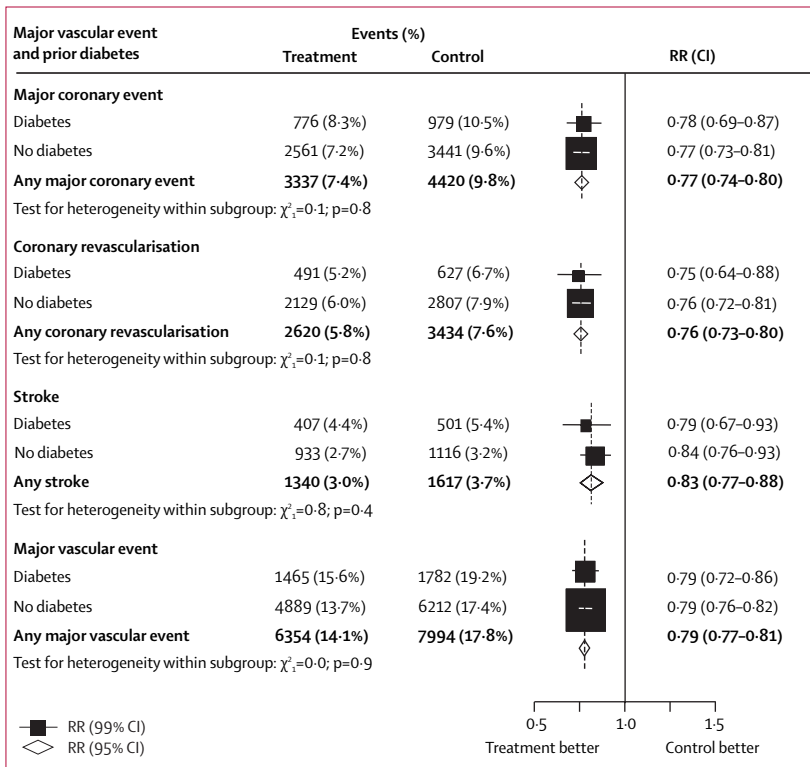 Major vascular event and prior diabetes Events (%) RR (CI)
Treatment Control
Major coronary event
Diabetes 776 (8·3%) 979 (10·5%) 0·78 (0·69–0·87)
No diabetes 2561 (7·2%) 3441 (9·6%) 0·77 (0·73–0·81)
Any major coronary event 3337 (7·4%) 4420 (9·8%) 0·77 (0·74–0·80)
Test for heterogeneity within subgroup: χ²₁=0·1; p=0·8
Coronary revascularisation
Diabetes 491 (5·2%) 627 (6·7%) 0·75 (0·64–0·88)
No diabetes 2129 (6·0%) 2807 (7·9%) 0·76 (0·72–0·81)
Any coronary revascularisation 2620 (5·8%) 3434 (7·6%) 0·76 (0·73–0·80)
Test for heterogeneity within subgroup: χ²₁=0·1; p=0·8
Stroke
Diabetes 407 (4·4%) 501 (5·4%) 0·79 (0·67–0·93)
No diabetes 933 (2·7%) 1116 (3·2%) 0·84 (0·76–0·93)
Any stroke 1340 (3·0%) 1617 (3·7%) 0·83 (0·77–0·88)
Test for heterogeneity within subgroup: χ²₁=0·8; p=0·4
Major vascular event
Diabetes 1465 (15·6%) 1782 (19·2%) 0·79 (0·72–0·86)
No diabetes 4889 (13·7%) 6212 (17·4%) 0·79 (0·76–0·82)
Any major vascular event 6354 (14·1%) 7994 (17·8%) 0·79 (0·77–0·81)
Test for heterogeneity within subgroup: χ²₁=0·0; p=0·9
RR (99% CI)
RR (95% CI)
0·5 1·0 1·5
Treatment better Control better